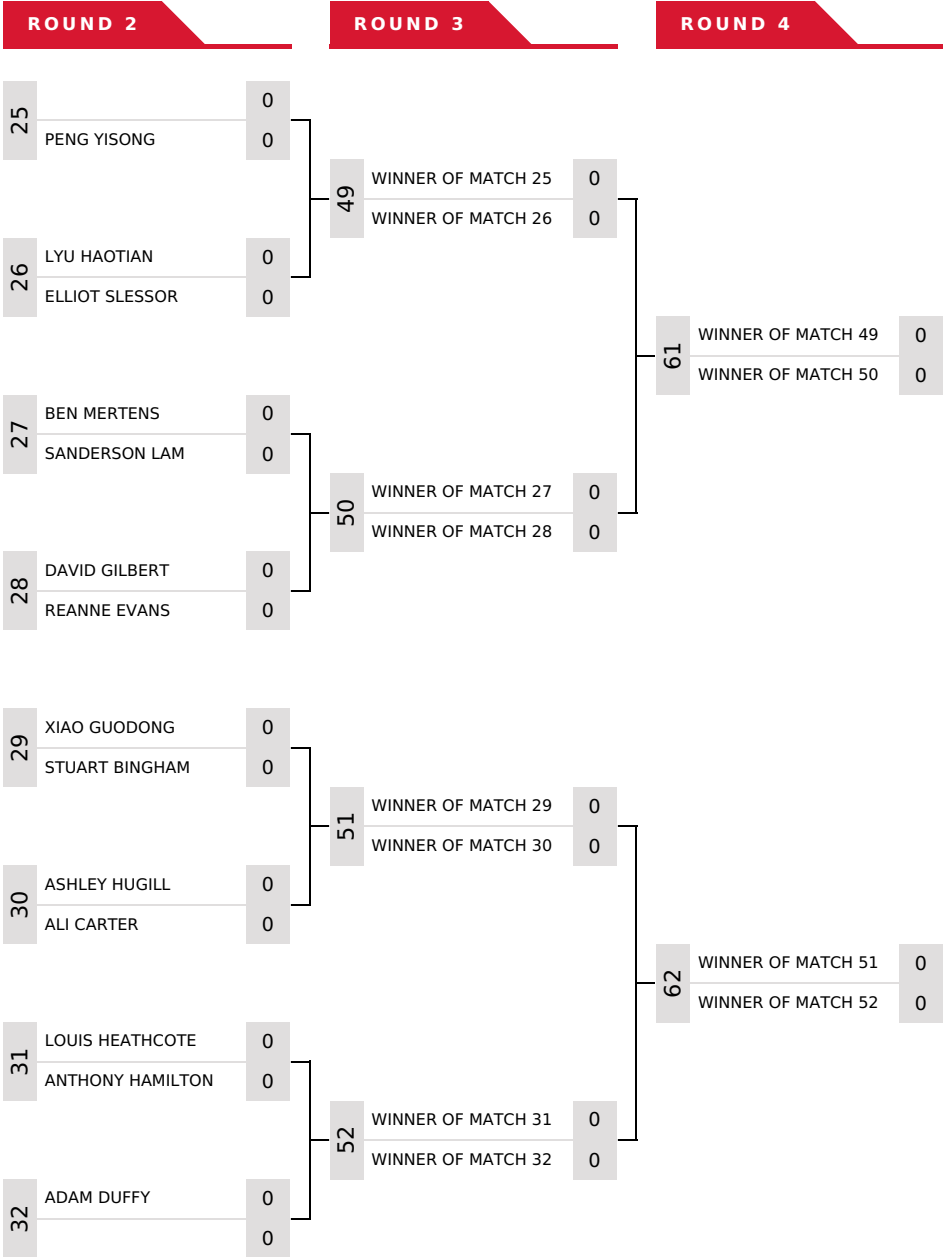 ROUND 2
ROUND 3
ROUND 4
25
0
PENG YISONG 0
26
LYU HAOTIAN 0
ELLIOT SLESSOR 0
27
BEN MERTENS 0
SANDERSON LAM 0
28
DAVID GILBERT 0
REANNE EVANS 0
29
XIAO GUODONG 0
STUART BINGHAM 0
30
ASHLEY HUGILL 0
ALI CARTER 0
31
LOUIS HEATHCOTE 0
ANTHONY HAMILTON 0
32
ADAM DUFFY 0
0
49
WINNER OF MATCH 25 0
WINNER OF MATCH 26 0
50
WINNER OF MATCH 27 0
WINNER OF MATCH 28 0
51
WINNER OF MATCH 29 0
WINNER OF MATCH 30 0
52
WINNER OF MATCH 31 0
WINNER OF MATCH 32 0
61
WINNER OF MATCH 49 0
WINNER OF MATCH 50 0
62
WINNER OF MATCH 51 0
WINNER OF MATCH 52 0